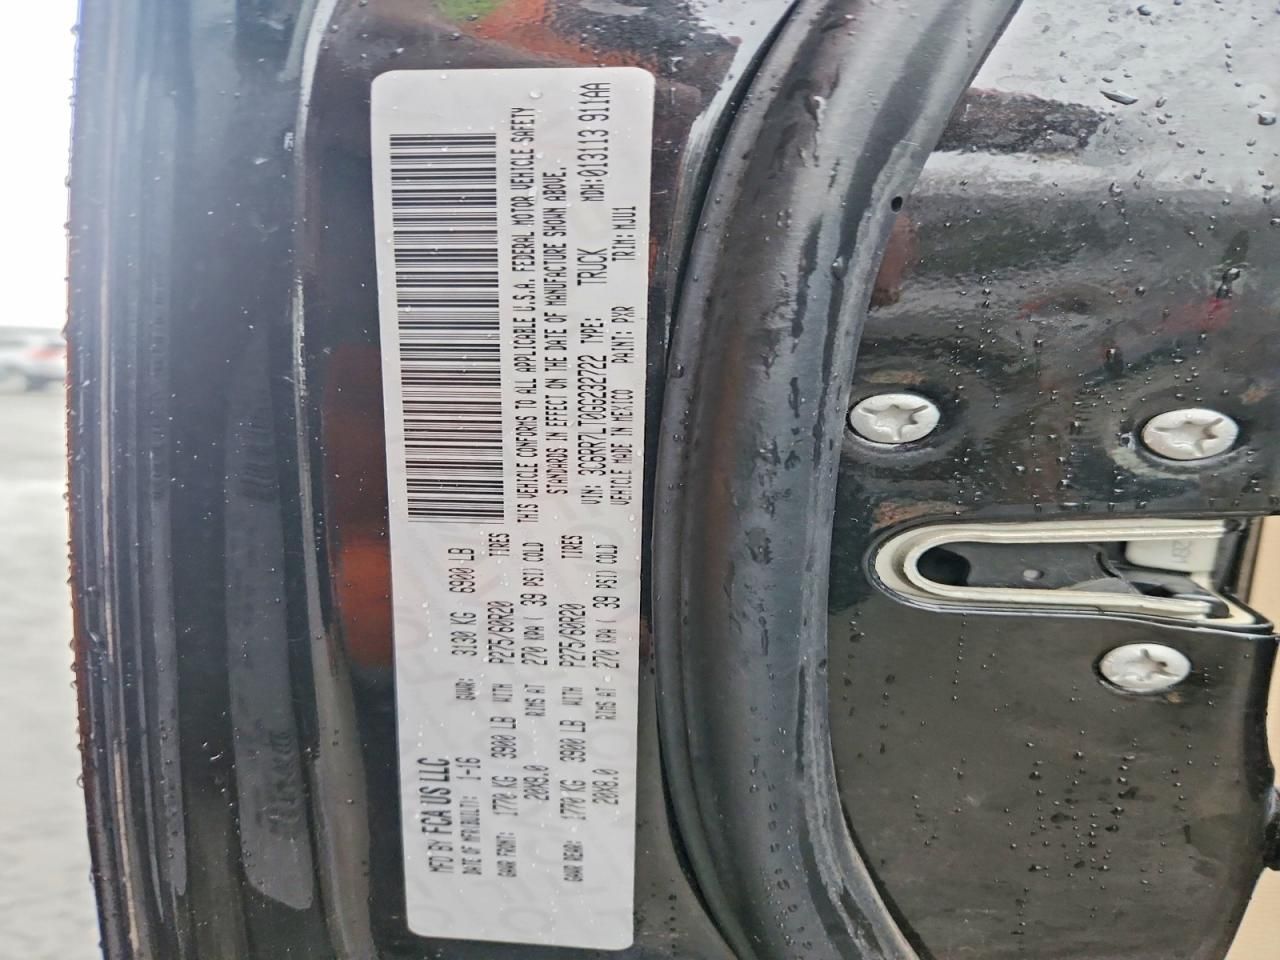 MFD BY FCA US LLC
DATE OF MFR/BUILT: 1-16 GVWR: 3130 KG 6900 LB
GAWR FRONT: 1770 KG 3900 LB WITH P275/60R20 TIRES
20X9.0 RIMS AT 270 KPA ( 39 PSI) COLD
GAWR REAR: 1770 KG 3900 LB WITH P275/60R20 TIRES
20X9.0 RIMS AT 270 KPA ( 39 PSI) COLD
THIS VEHICLE CONFORMS TO ALL APPLICABLE U.S.A. FEDERAL MOTOR VEHICLE SAFETY
STANDARDS IN EFFECT ON THE DATE OF MANUFACTURE SHOWN ABOVE.
VIN: 3C6RR7LT0GG232722 TYPE: TRUCK MDH:013113 911AA
VEHICLE MADE IN MEXICO PAINT: PXR TRIM: MJU1